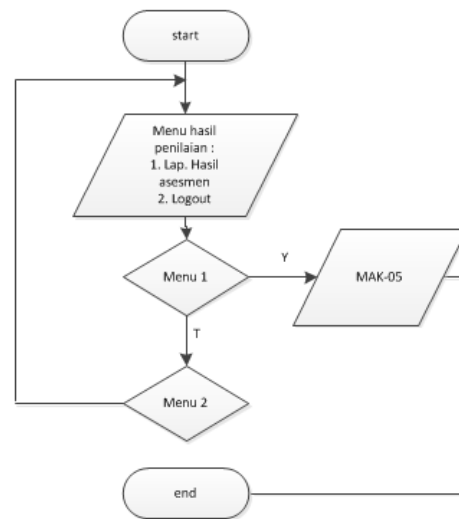 start
Menu hasil
penilaian :
1. Lap. Hasil
asesmen
2. Logout
Menu 1
Y
MAK-05
T
Menu 2
end